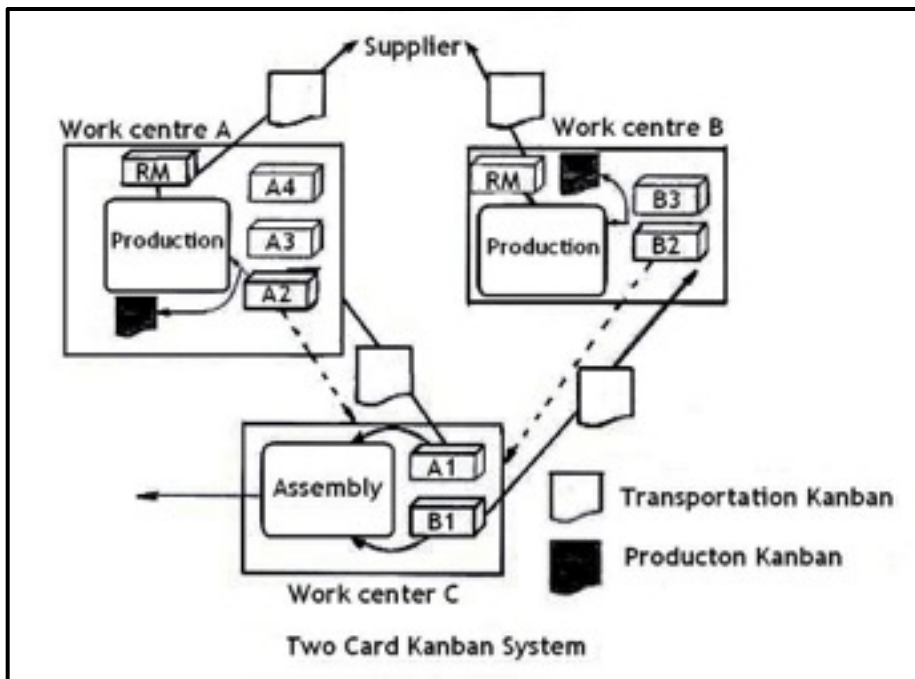 Supplier
Work centre A
Work centre B
RM
A4
Production
A3
A2
RM
B3
Production
B2
Assembly
A1
B1
Work center C
Transportation Kanban
Producton Kanban
Two Card Kanban System